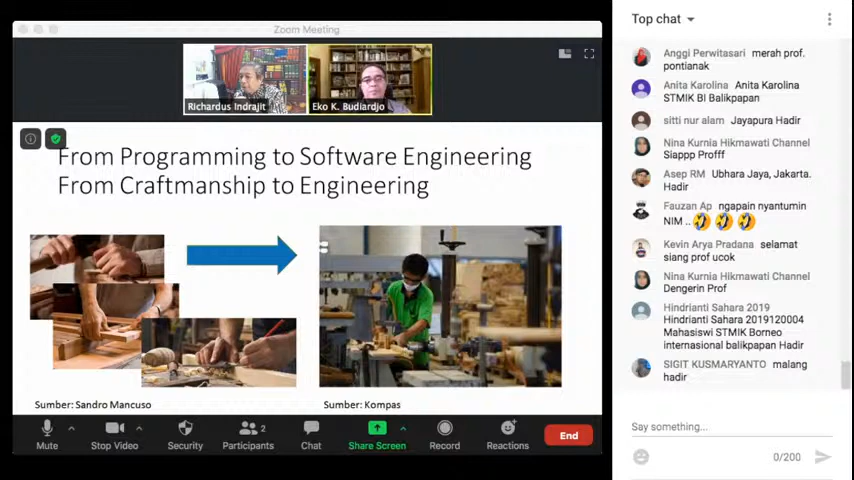 Zoom Meeting
Richardus Indrajit
Eko K. Budiardjo
From Programming to Software Engineering
From Craftmanship to Engineering
Sumber: Sandro Mancuso
Sumber: Kompas
Mute
Stop Video
Security
2
Participants
Chat
Share Screen
Record
Reactions
End
Top chat
Anggi Perwitasari merah prof.
pontianak
Anita Karolina Anita Karolina
STMIK BI Balikpapan
sitti nur alam Jayapura Hadir
Nina Kurnia Hikmawati Channel
Siappp Profff
Asep RM Ubhara Jaya, Jakarta.
Hadir
Fauzan Ap ngapain nyantumin
NIM .. 🤣 🤣 🤣
Kevin Arya Pradana selamat
siang prof ucok
Nina Kurnia Hikmawati Channel
Dengerin Prof
Hindrianti Sahara 2019
Hindrianti Sahara 2019120004
Mahasiswi STMIK Borneo
internasional balikpapan Hadir
SIGIT KUSMARYANTO malang
hadir
Say something...
0/200